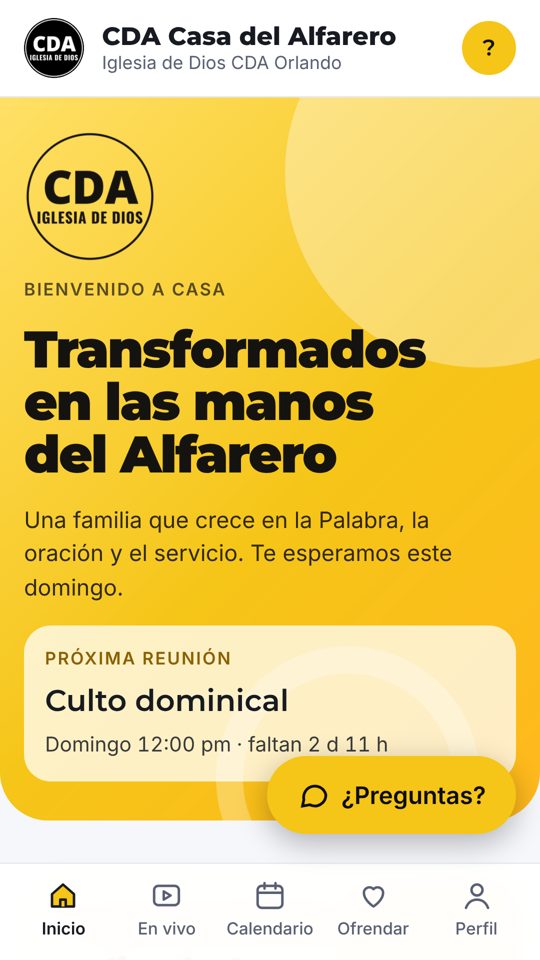 CDA
IGLESIA DE DIOS
CDA Casa del Alfarero
Iglesia de Dios CDA Orlando
?
CDA
IGLESIA DE DIOS
BIENVENIDO A CASA
Transformados
en las manos
del Alfarero
Una familia que crece en la Palabra, la
oración y el servicio. Te esperamos este
domingo.
PRÓXIMA REUNIÓN
Culto dominical
Domingo 12:00 pm · faltan 2 d 11 h
¿Preguntas?
Inicio
En vivo
Calendario
Ofrendar
Perfil